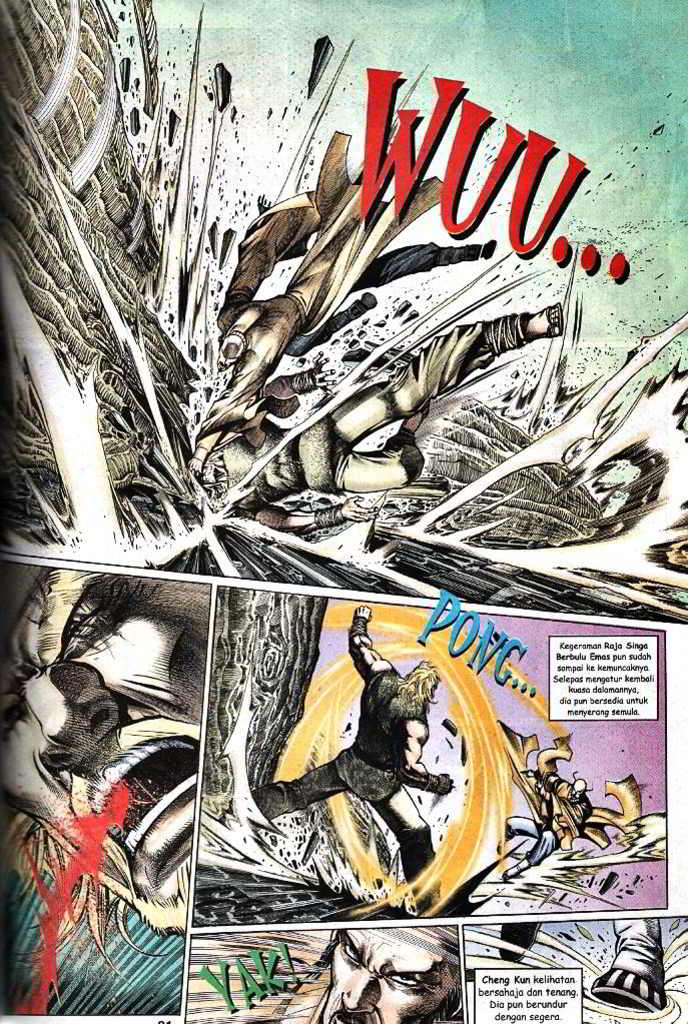 WUU...
PONG...
Kegeraman Raja Singa
Berbulu Emas pun sudah
sampai ke kemuncaknya.
Selepas mengatur kembali
kuasa dalamannya,
dia pun bersedia untuk
menyerang semula.
YAK!
Cheng Kun kelihatan
bersahaja dan tenang.
Dia pun berundur
dengan segera.
21